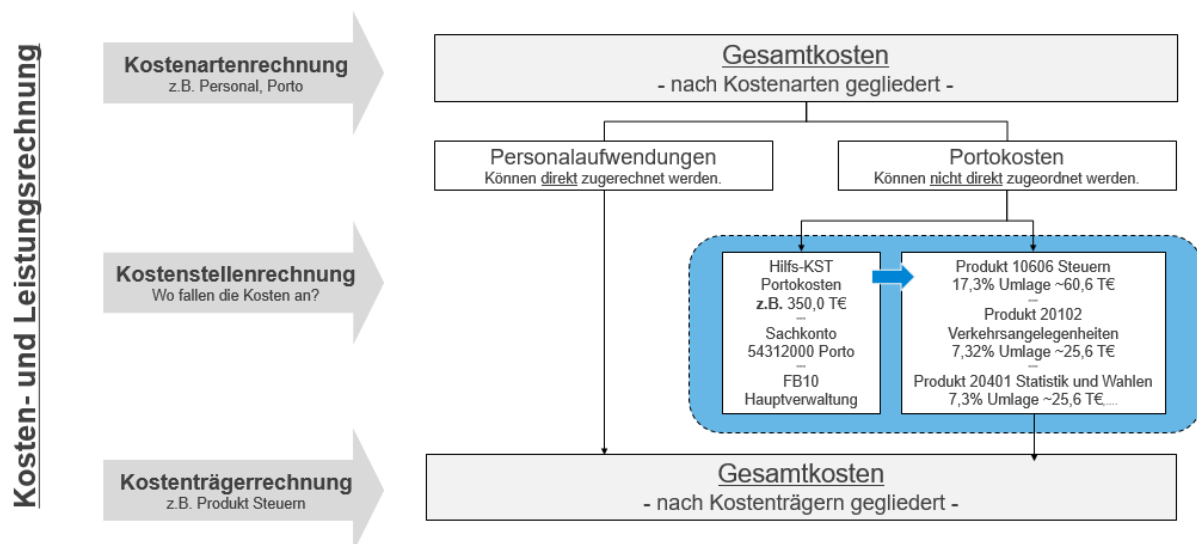 Kosten- und Leistungsrechnung
Kostenartenrechnung
z.B. Personal, Porto
Gesamtkosten
- nach Kostenarten gegliedert -
Personalaufwendungen
Können direkt zugerechnet werden.
Portokosten
Können nicht direkt zugeordnet werden.
Kostenstellenrechnung
Wo fallen die Kosten an?
Hilfs-KST
Portokosten
z.B. 350,0 T€
...
Sachkonto
54312000 Porto
...
FB10
Hauptverwaltung
Produkt 10606 Steuern
17,3% Umlage ~60,6 T€
...
Produkt 20102
Verkehrsangelegenheiten
7,32% Umlage ~25,6 T€
...
Produkt 20401 Statistik und Wahlen
7,3% Umlage ~25,6 T€,....
Kostenträgerrechnung
z.B. Produkt Steuern
Gesamtkosten
- nach Kostenträgern gegliedert -